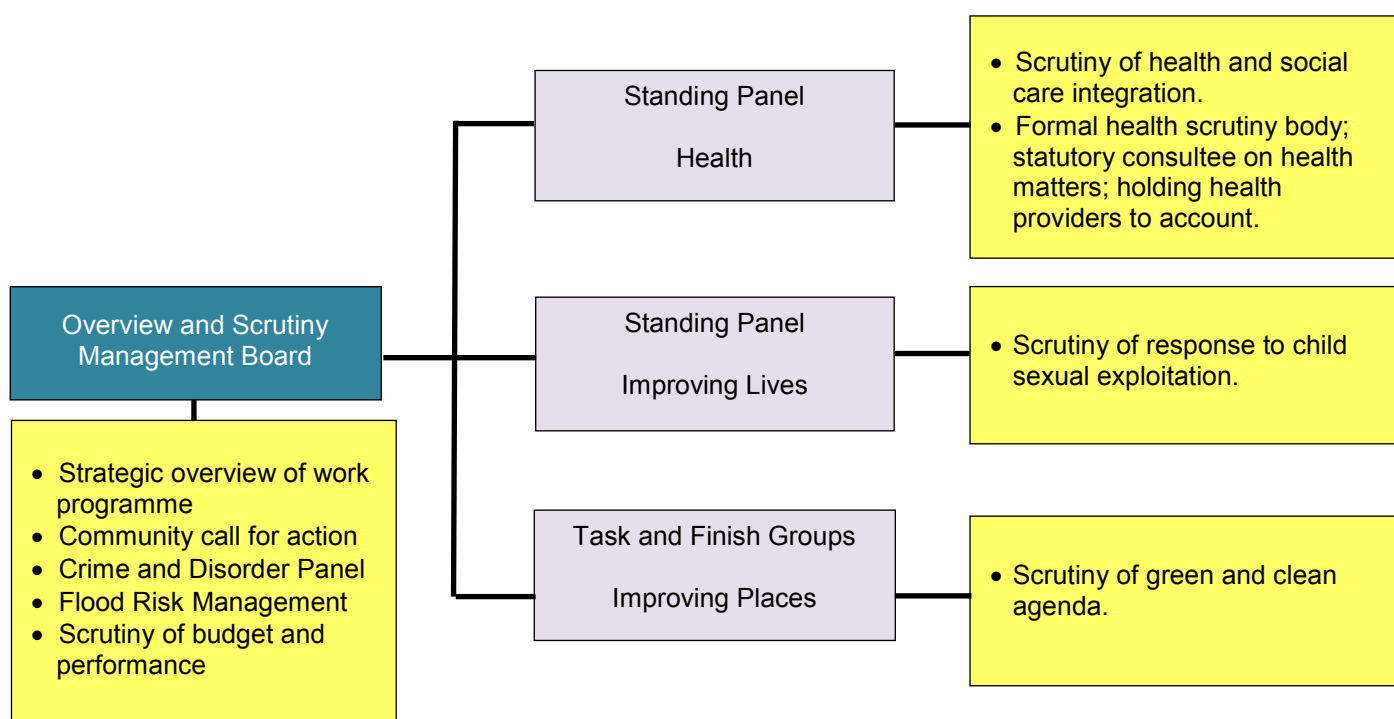 Overview and Scrutiny
Management Board
• Strategic overview of work
programme
• Community call for action
• Crime and Disorder Panel
• Flood Risk Management
• Scrutiny of budget and
performance
Standing Panel
Health
• Scrutiny of health and social
care integration.
• Formal health scrutiny body;
statutory consultee on health
matters; holding health
providers to account.
Standing Panel
Improving Lives
• Scrutiny of response to child
sexual exploitation.
Task and Finish Groups
Improving Places
• Scrutiny of green and clean
agenda.